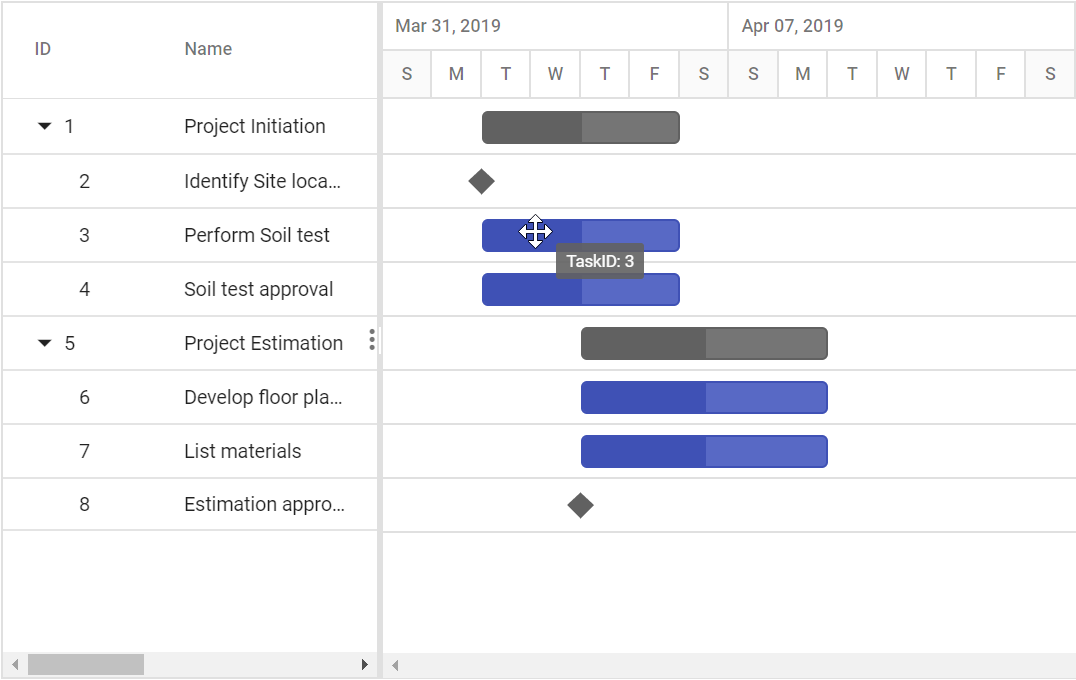 Mar 31, 2019 Apr 07, 2019
ID Name
S M T W T F S S M T W T F S
1 Project Initiation
2 Identify Site loca...
3 Perform Soil test
TaskID: 3
4 Soil test approval
5 Project Estimation
6 Develop floor pla...
7 List materials
8 Estimation appro...